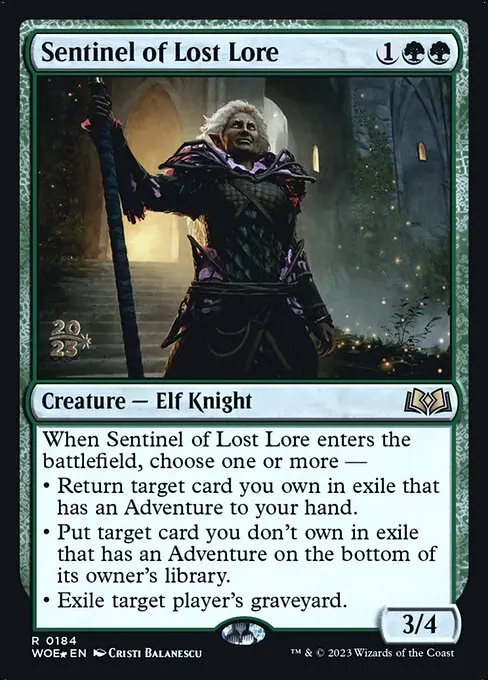 Sentinel of Lost Lore 1
20
23
Creature — Elf Knight
When Sentinel of Lost Lore enters the
battlefield, choose one or more —
• Return target card you own in exile that
has an Adventure to your hand.
• Put target card you don't own in exile
that has an Adventure on the bottom of
its owner's library.
• Exile target player's graveyard.
3/4
R 0184
WOE★EN Cristi Balanescu
™ & © 2023 Wizards of the Coast